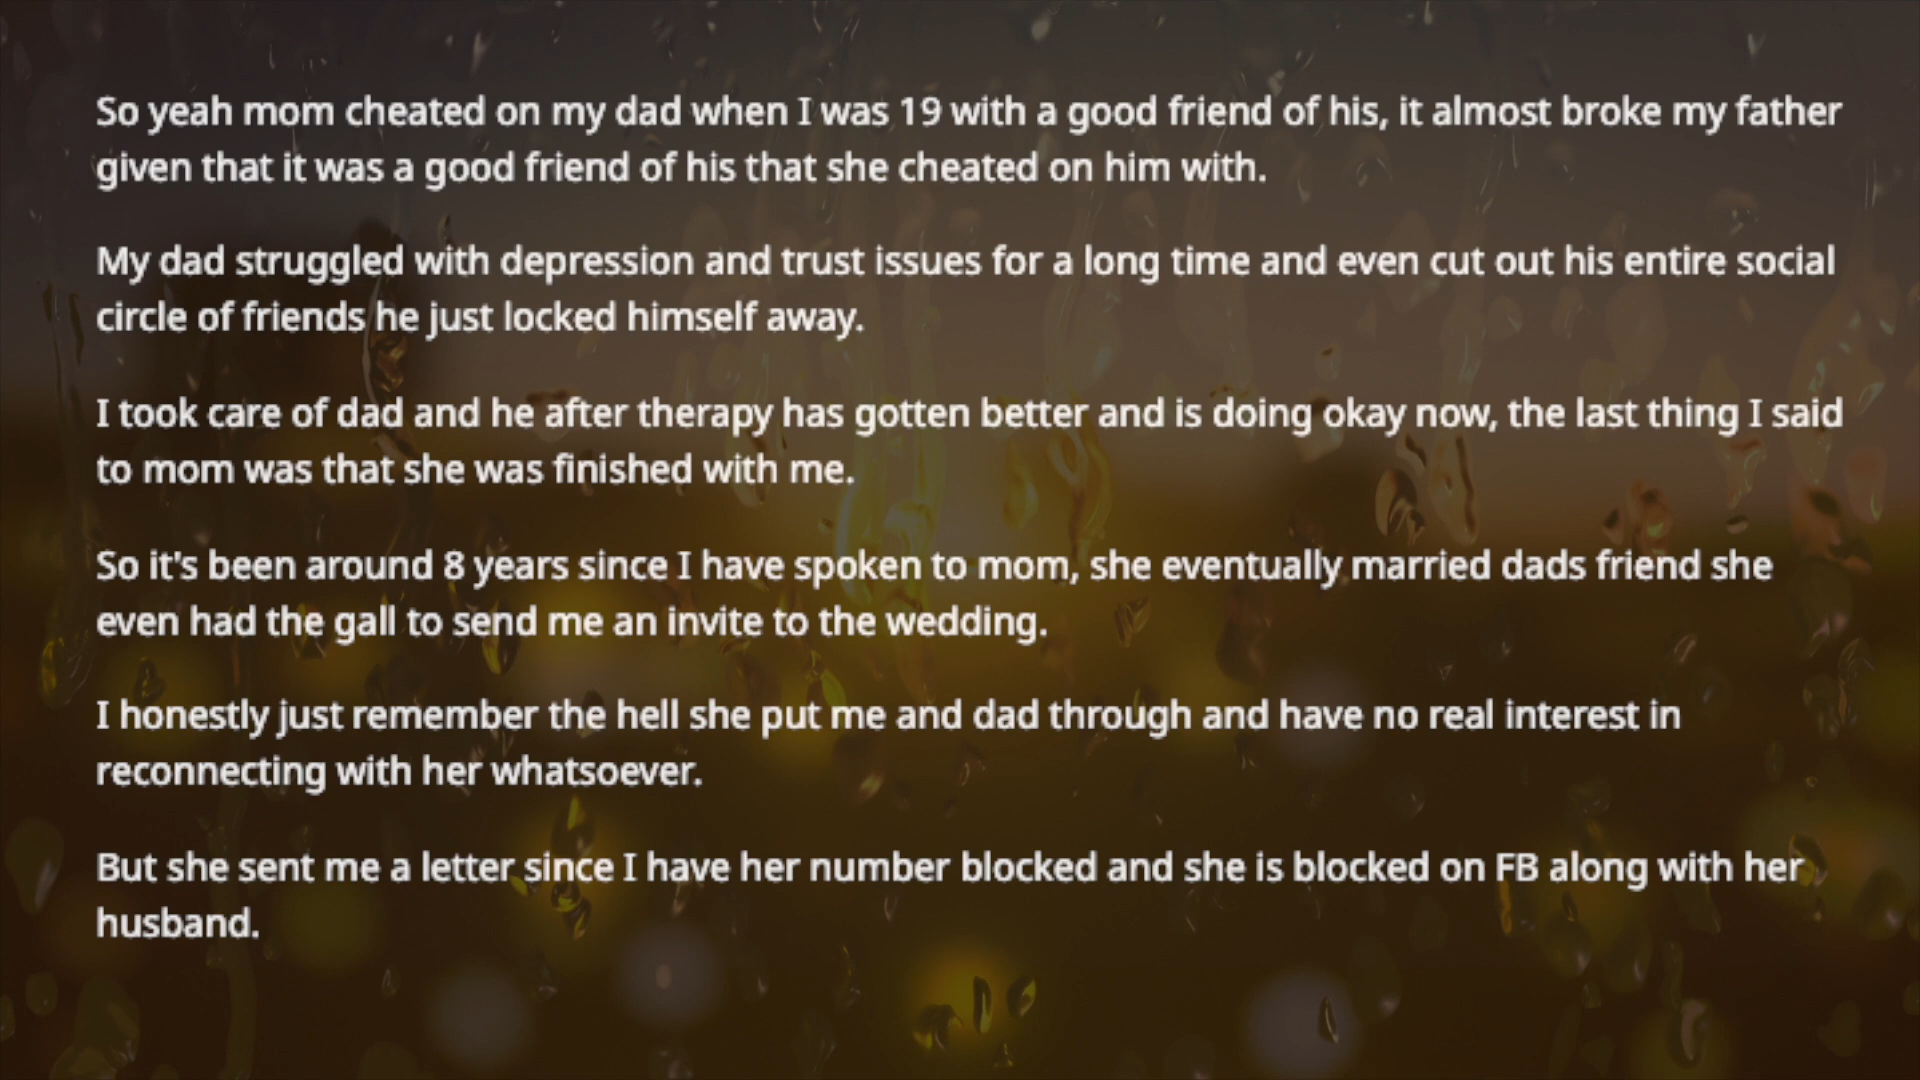 So yeah mom cheated on my dad when I was 19 with a good friend of his, it almost broke my father
given that it was a good friend of his that she cheated on him with.
My dad struggled with depression and trust issues for a long time and even cut out his entire social
circle of friends he just locked himself away.
I took care of dad and he after therapy has gotten better and is doing okay now, the last thing I said
to mom was that she was finished with me.
So it's been around 8 years since I have spoken to mom, she eventually married dads friend she
even had the gall to send me an invite to the wedding.
I honestly just remember the hell she put me and dad through and have no real interest in
reconnecting with her whatsoever.
But she sent me a letter since I have her number blocked and she is blocked on FB along with her
husband.